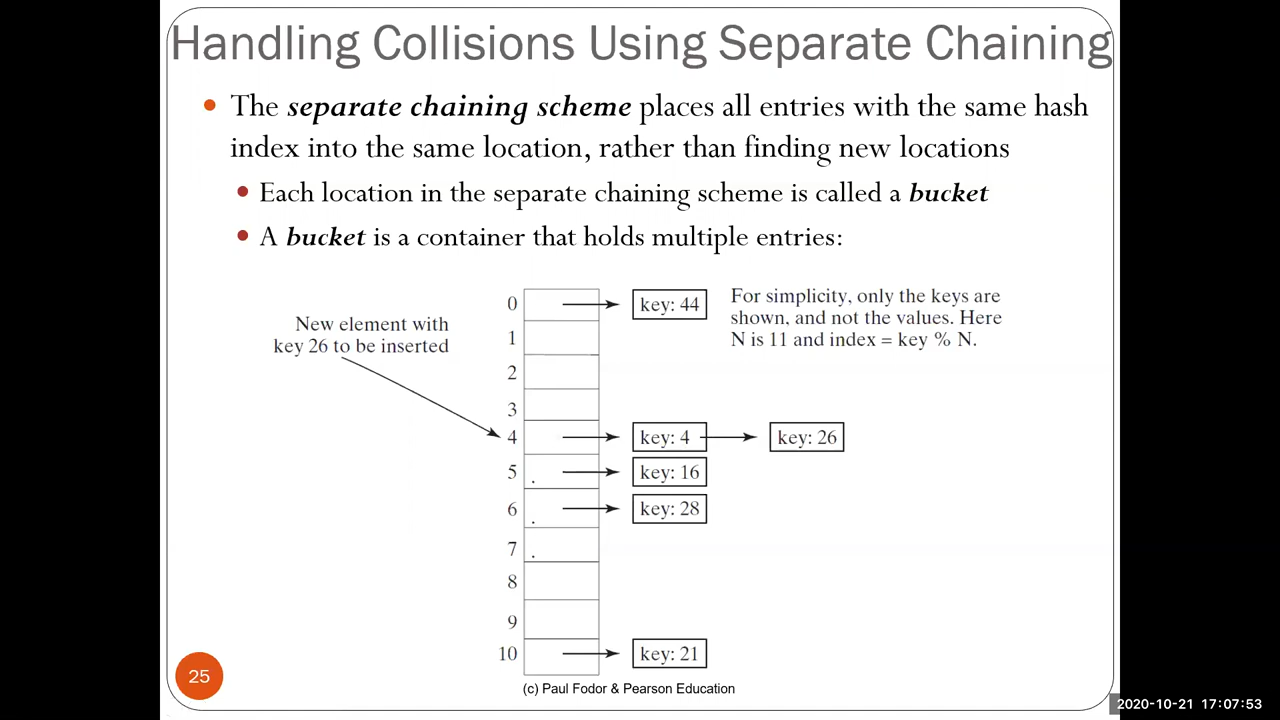 Handling Collisions Using Separate Chaining
The separate chaining scheme places all entries with the same hash
index into the same location, rather than finding new locations
Each location in the separate chaining scheme is called a bucket
A bucket is a container that holds multiple entries:
New element with
key 26 to be inserted
For simplicity, only the keys are
shown, and not the values. Here
N is 11 and index = key % N.
0 key: 44
1
2
3
4 key: 4 key: 26
5 . key: 16
6 . key: 28
7 .
8
9
10 key: 21
25
(c) Paul Fodor & Pearson Education
2020-10-21 17:07:53